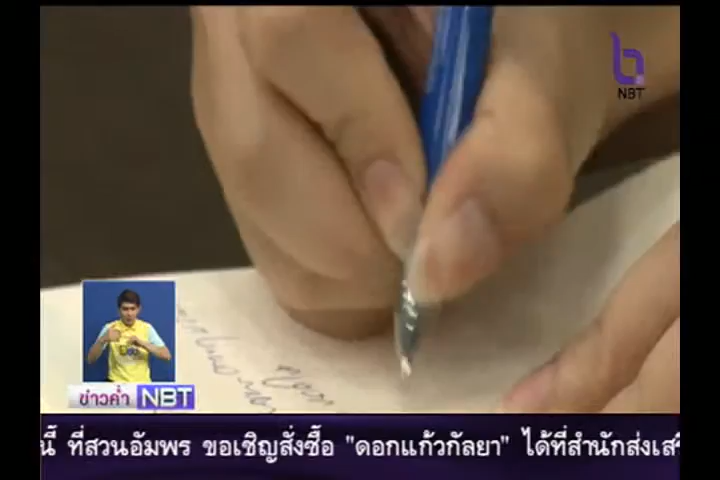 NBT
ข่าวค่ำ NBT
นี้ ที่สวนอัมพร ขอเชิญสั่งซื้อ "ดอกแก้วกัลยา" ได้ที่สำนักส่งเสริ